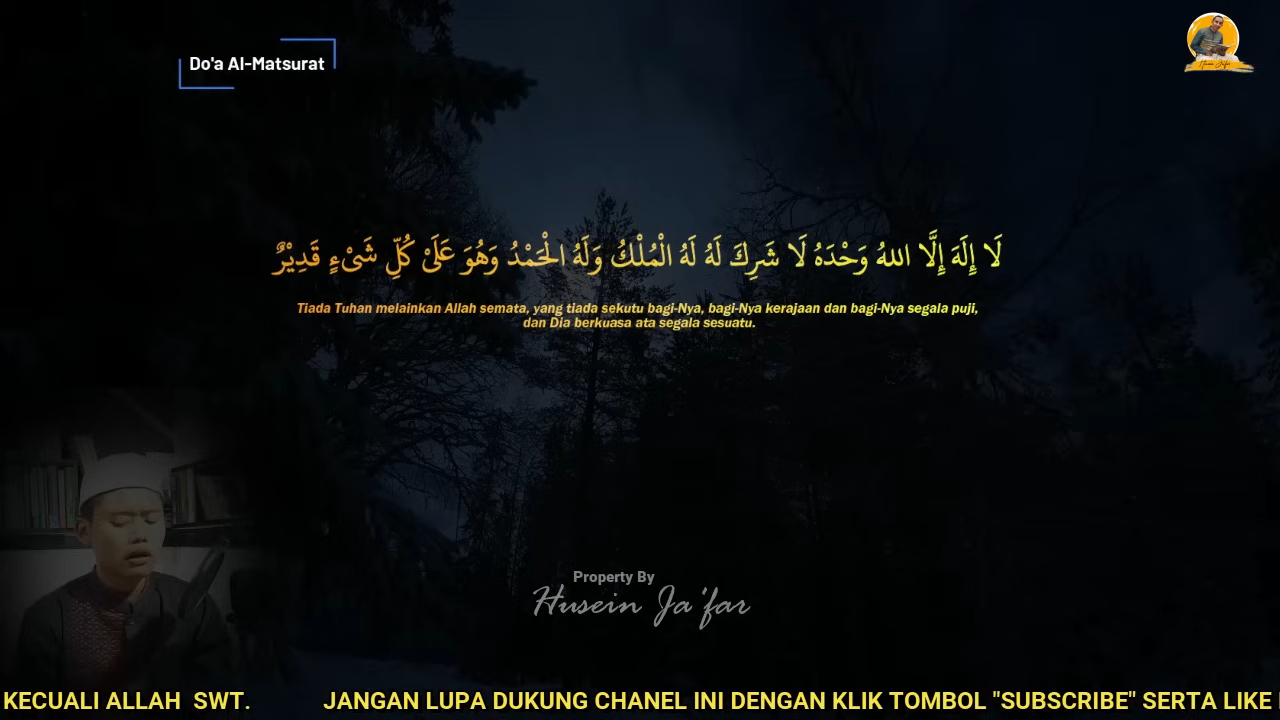 Do'a Al-Matsurat
لَا إِلَهَ إِلَّا اللهُ وَحْدَهُ لَا شَرِكَ لَهُ لَهُ الْمُلْكُ وَلَهُ الْحَمْدُ وَهُوَ عَلَىْ كُلِّ شَىْءٍ قَدِيْرٌ
Tiada Tuhan melainkan Allah semata, yang tiada sekutu bagi-Nya, bagi-Nya kerajaan dan bagi-Nya segala puji,
dan Dia berkuasa ata segala sesuatu.
Property By
Husein Ja'far
KECUALI ALLAH SWT. JANGAN LUPA DUKUNG CHANEL INI DENGAN KLIK TOMBOL "SUBSCRIBE" SERTA LIKE